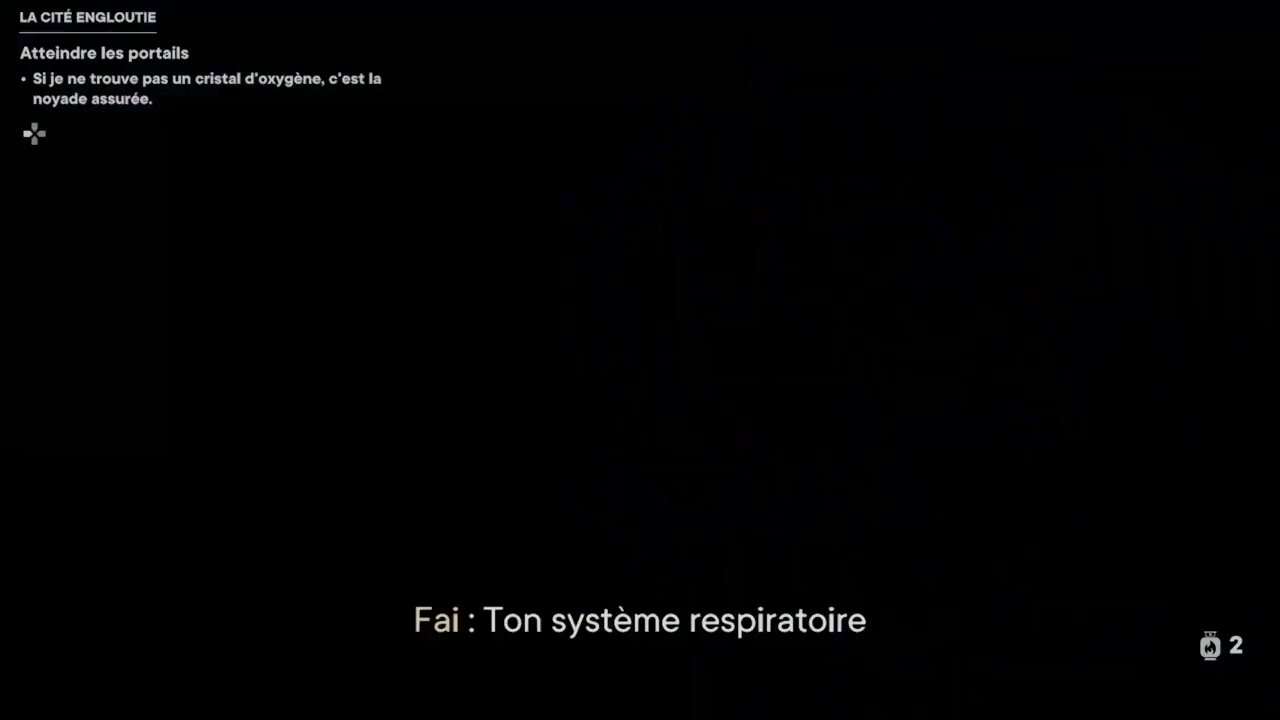 LA CITÉ ENGLOUTIE
Atteindre les portails
• Si je ne trouve pas un cristal d'oxygène, c'est la
noyade assurée.
Fai : Ton système respiratoire
2